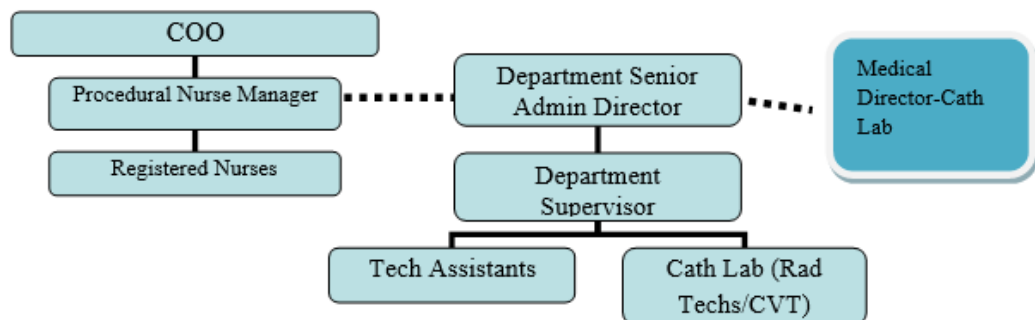 COO
Procedural Nurse Manager
Registered Nurses
Department Senior
Admin Director
Medical
Director-Cath
Lab
Department
Supervisor
Tech Assistants
Cath Lab (Rad
Techs/CVT)